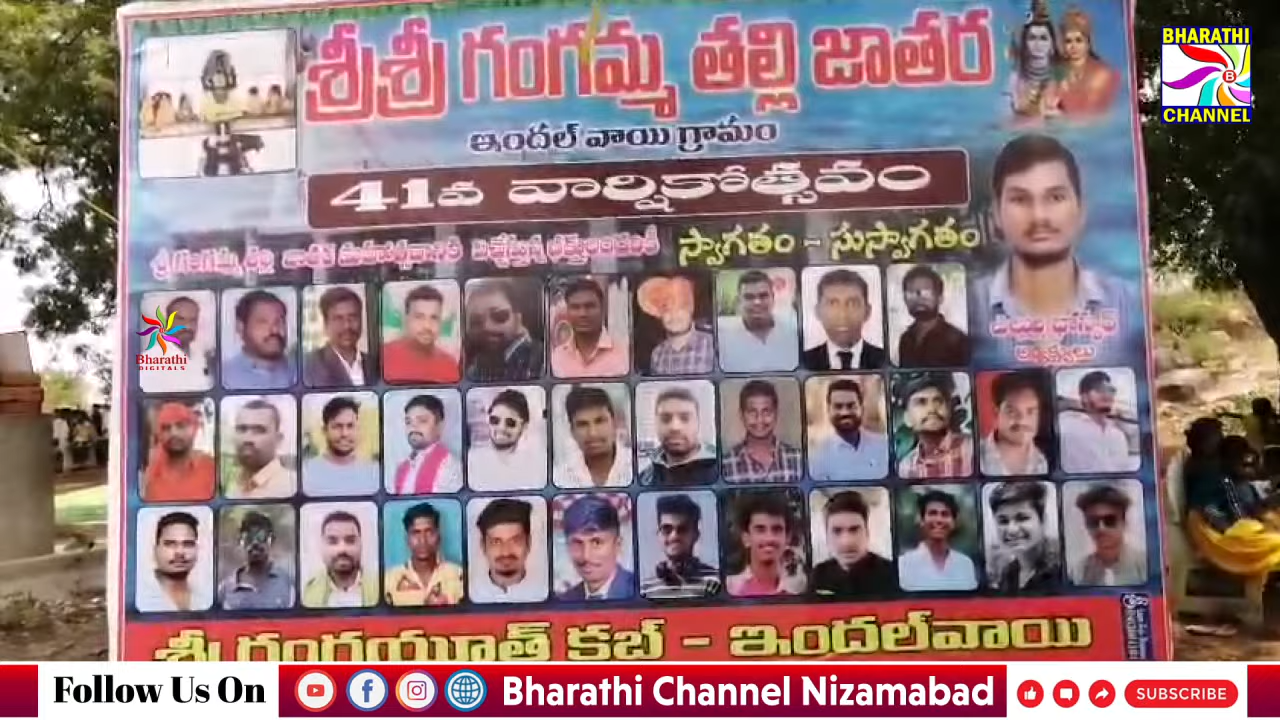 శ్రీశ్రీ గంగమ్మ తల్లి జాతర
ఇందల్ వాయి గ్రామం
41వ వార్షికోత్సవం
స్వాగతం - సుస్వాగతం
శ్రీ గంగయూత్ కబ్ - ఇందల్‌వాయి
BHARATHI
B
CHANNEL
Bharathi
DIGITALS
Follow Us On
Bharathi Channel Nizamabad
SUBSCRIBE